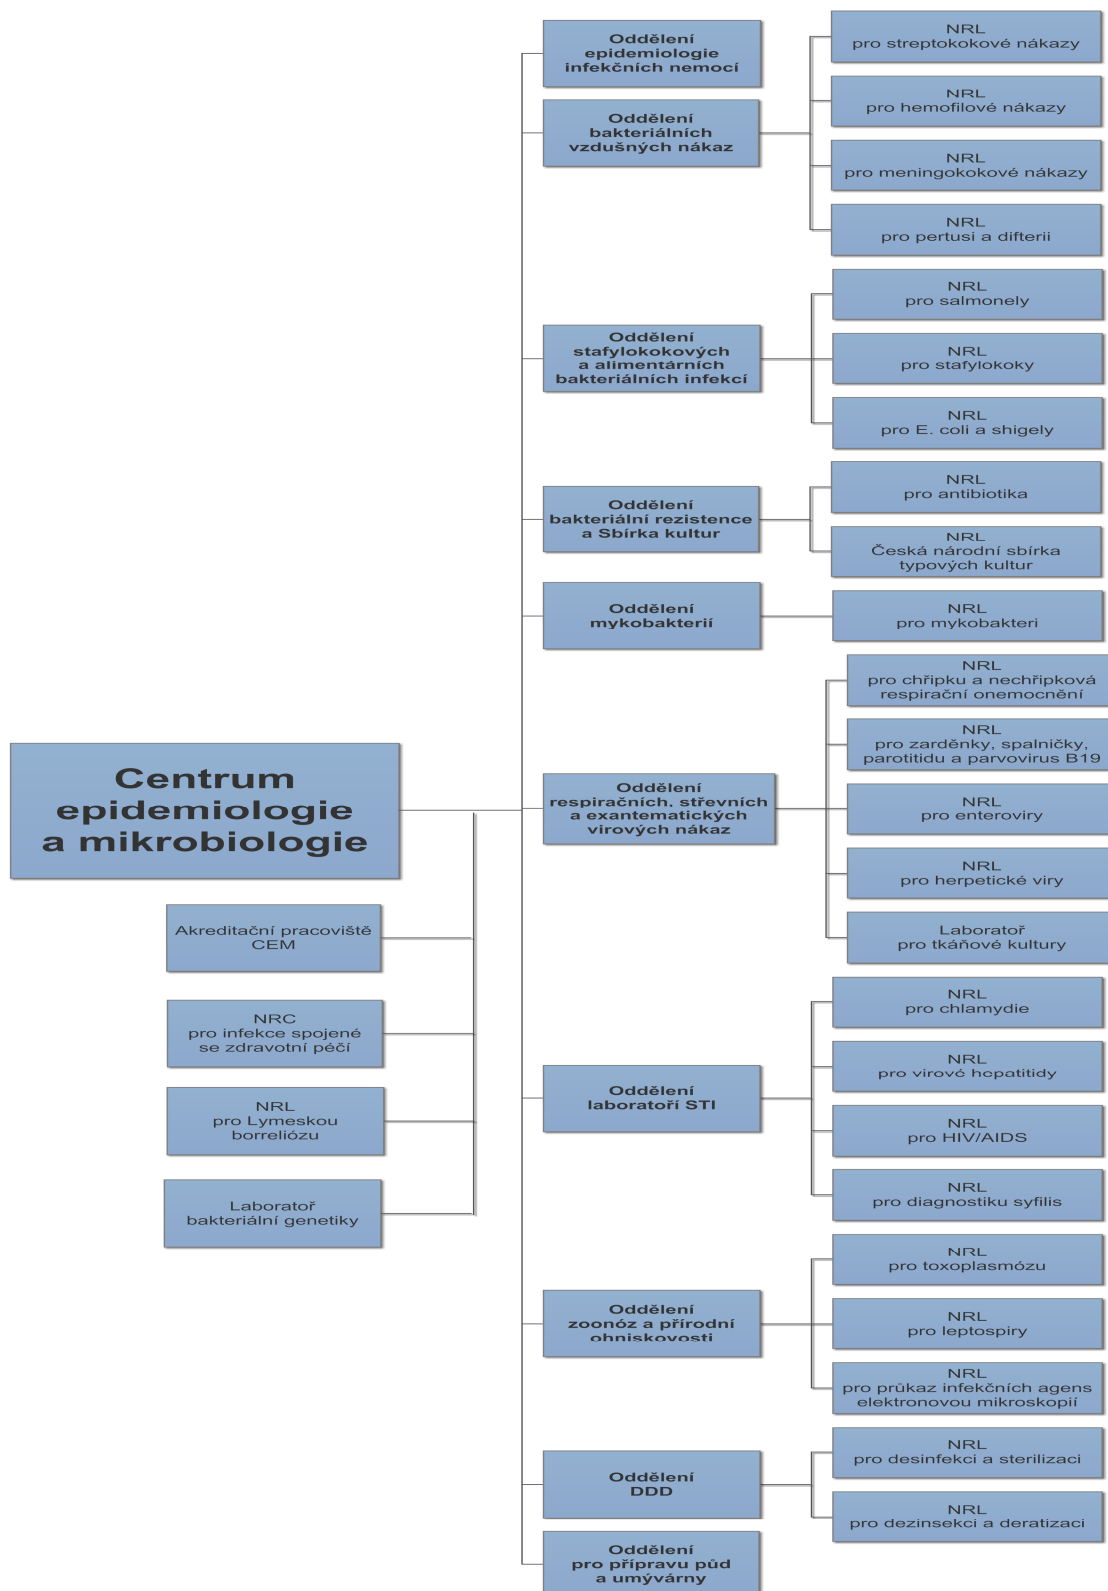 Centrum
epidemiologie
a mikrobiologie
Akreditační pracoviště
CEM
NRC
pro infekce spojené
se zdravotní péčí
NRL
pro Lymeskou
borreliózu
Laboratoř
bakteriální genetiky
Oddělení
epidemiologie
infekčních nemocí
Oddělení
bakteriálních
vzdušných nákaz
NRL
pro streptokokové nákazy
NRL
pro hemofilové nákazy
NRL
pro meningokokové nákazy
NRL
pro pertusi a difterii
Oddělení
stafylokokových
a alimentárních
bakteriálních infekcí
NRL
pro salmonely
NRL
pro stafylokoky
NRL
pro E. coli a shigely
Oddělení
bakteriální rezistence
a Sbírka kultur
NRL
pro antibiotika
NRL
Česká národní sbírka
typových kultur
Oddělení
mykobakterií
NRL
pro mykobakteri
Oddělení
respiračních, střevních
a exantematických
virových nákaz
NRL
pro chřipku a nechřipková
respirační onemocnění
NRL
pro zarděnky, spalničky,
parotitidu a parvovirus B19
NRL
pro enteroviry
NRL
pro herpetické viry
Laboratoř
pro tkáňové kultury
Oddělení
laboratoří STI
NRL
pro chlamydie
NRL
pro virové hepatitidy
NRL
pro HIV/AIDS
NRL
pro diagnostiku syfilis
Oddělení
zoonóz a přírodní
ohniskovosti
NRL
pro toxoplasmózu
NRL
pro leptospiry
NRL
pro průkaz infekčních agens
elektronovou mikroskopií
Oddělení
DDD
NRL
pro desinfekci a sterilizaci
NRL
pro dezinsekci a deratizaci
Oddělení
pro přípravu půd
a umývárny